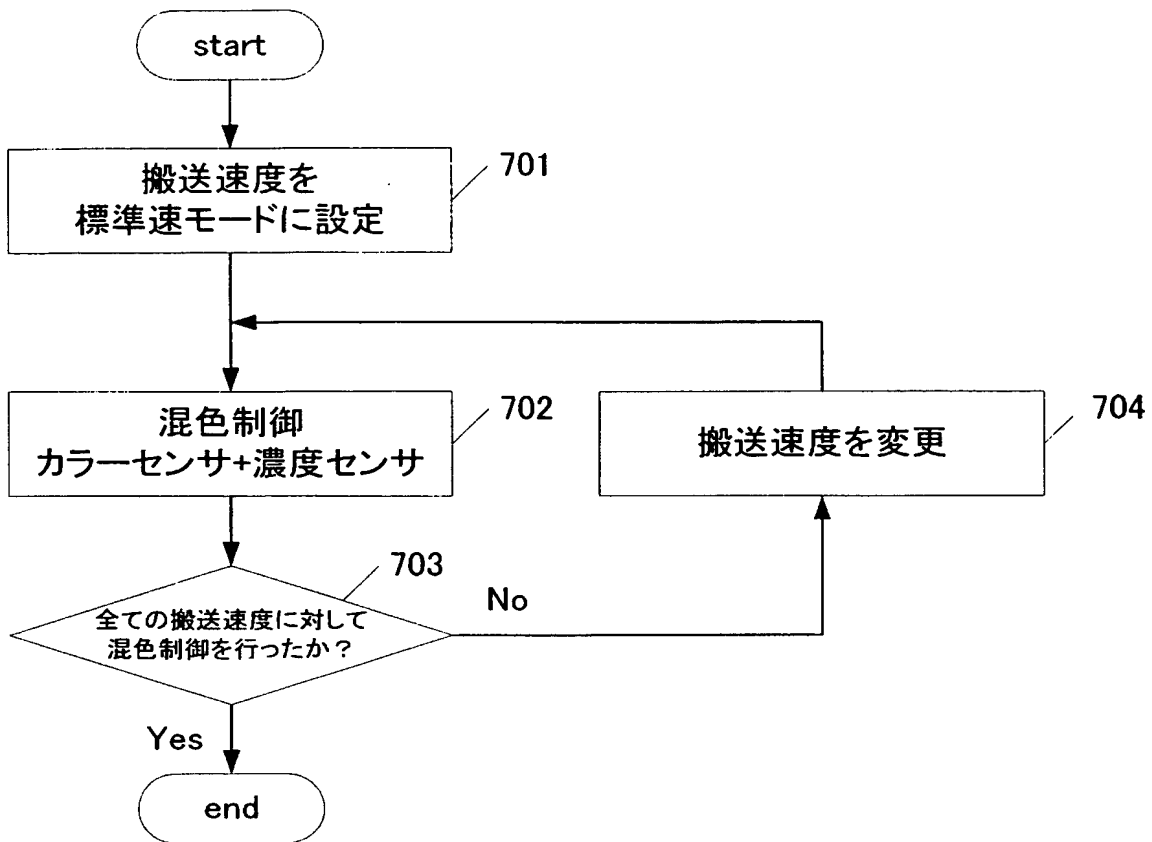 start
搬送速度を
標準速モードに設定
701
混色制御
カラーセンサ+濃度センサ
702
搬送速度を変更
704
703
全ての搬送速度に対して
混色制御を行ったか？
No
Yes
end